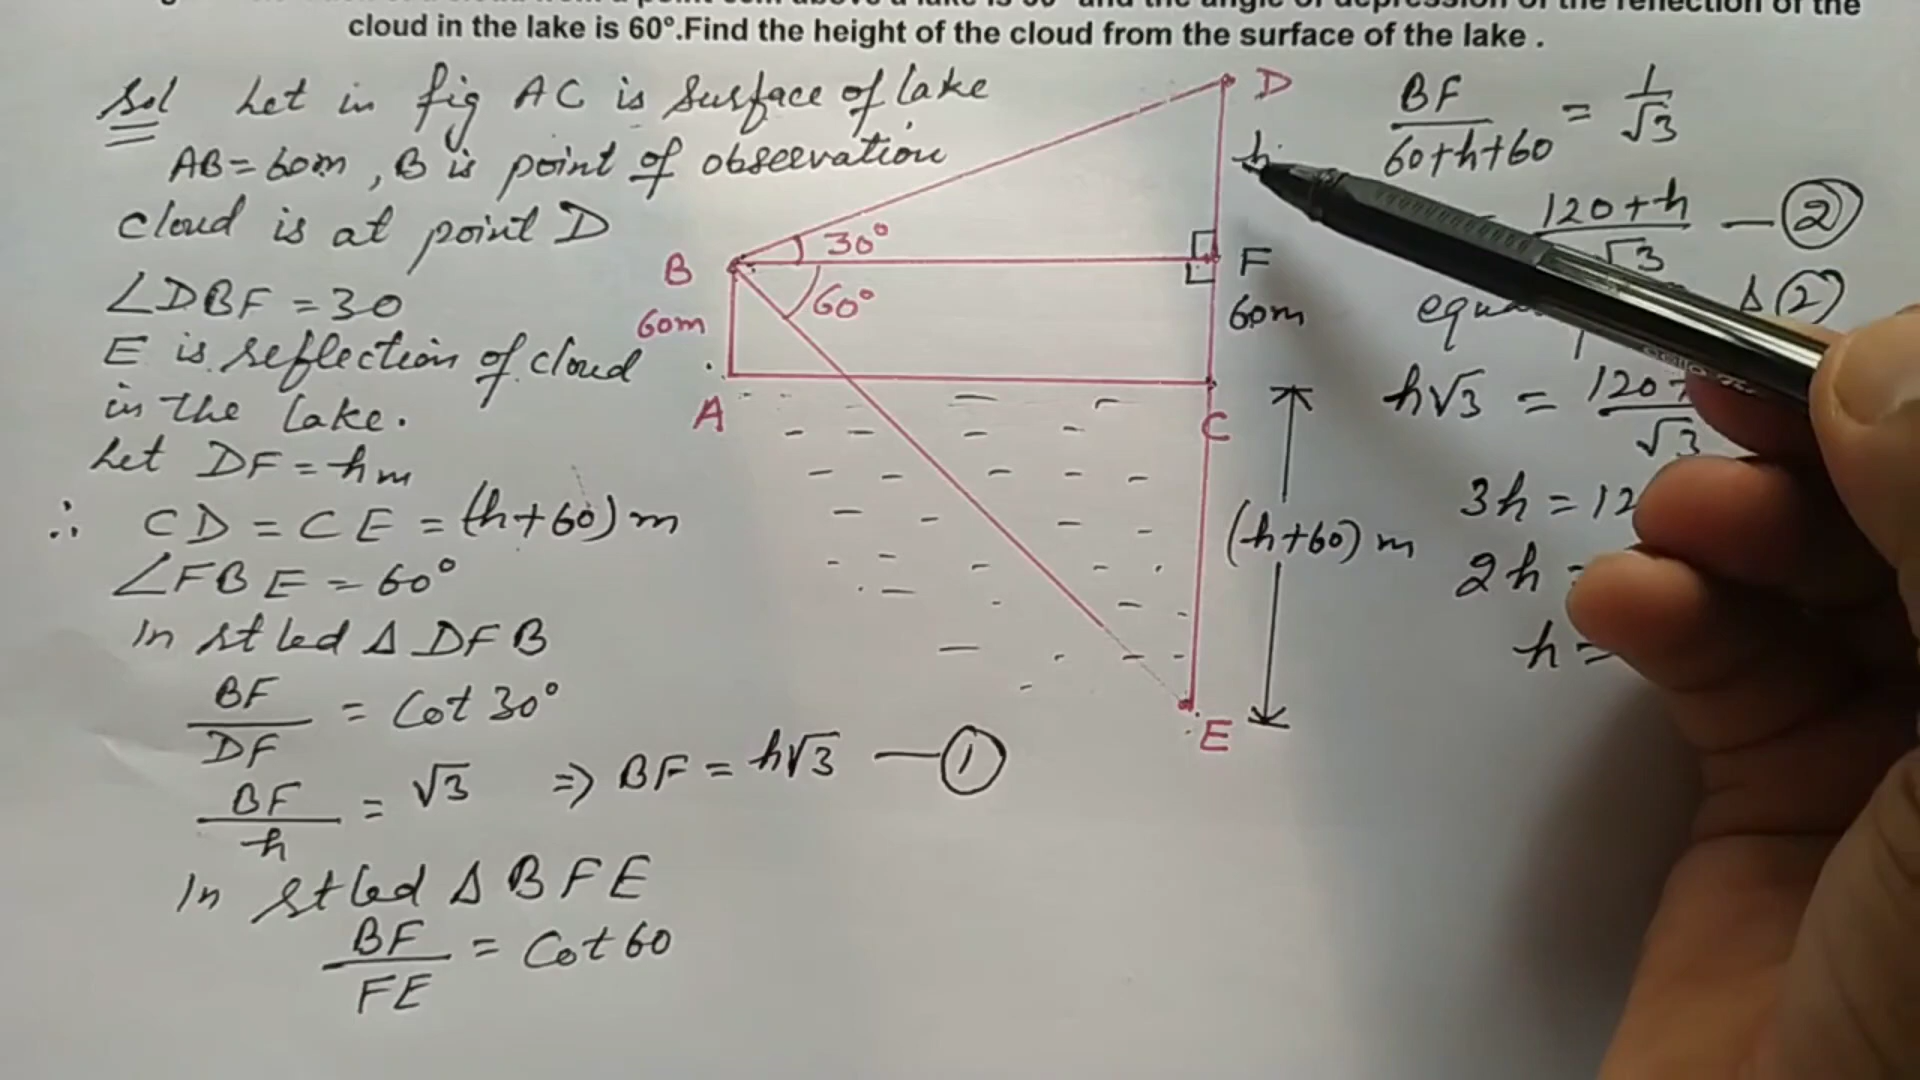 cloud in the lake is 60°.Find the height of the cloud from the surface of the lake .
Sol Let in fig AC is Surface of lake
AB = 60m , B is point of observation
cloud is at point D
∠DBF = 30
E is reflection of cloud
in the lake.
Let DF = h m
∴ CD = CE = (h+60) m
∠FBE = 60°
In rt led Δ DFB
BF/DF = Cot 30°
BF/h = √3 ⇒ BF = h√3 — ①
In rt led Δ BFE
BF/FE = Cot 60
D
h
B
30°
F
60°
60m
60m
A
C
(h+60) m
E
BF/60+h+60 = 1/√3
120+h/√3 — ②
②
h√3 = 120+
√3
3h = 12
2h =
h =